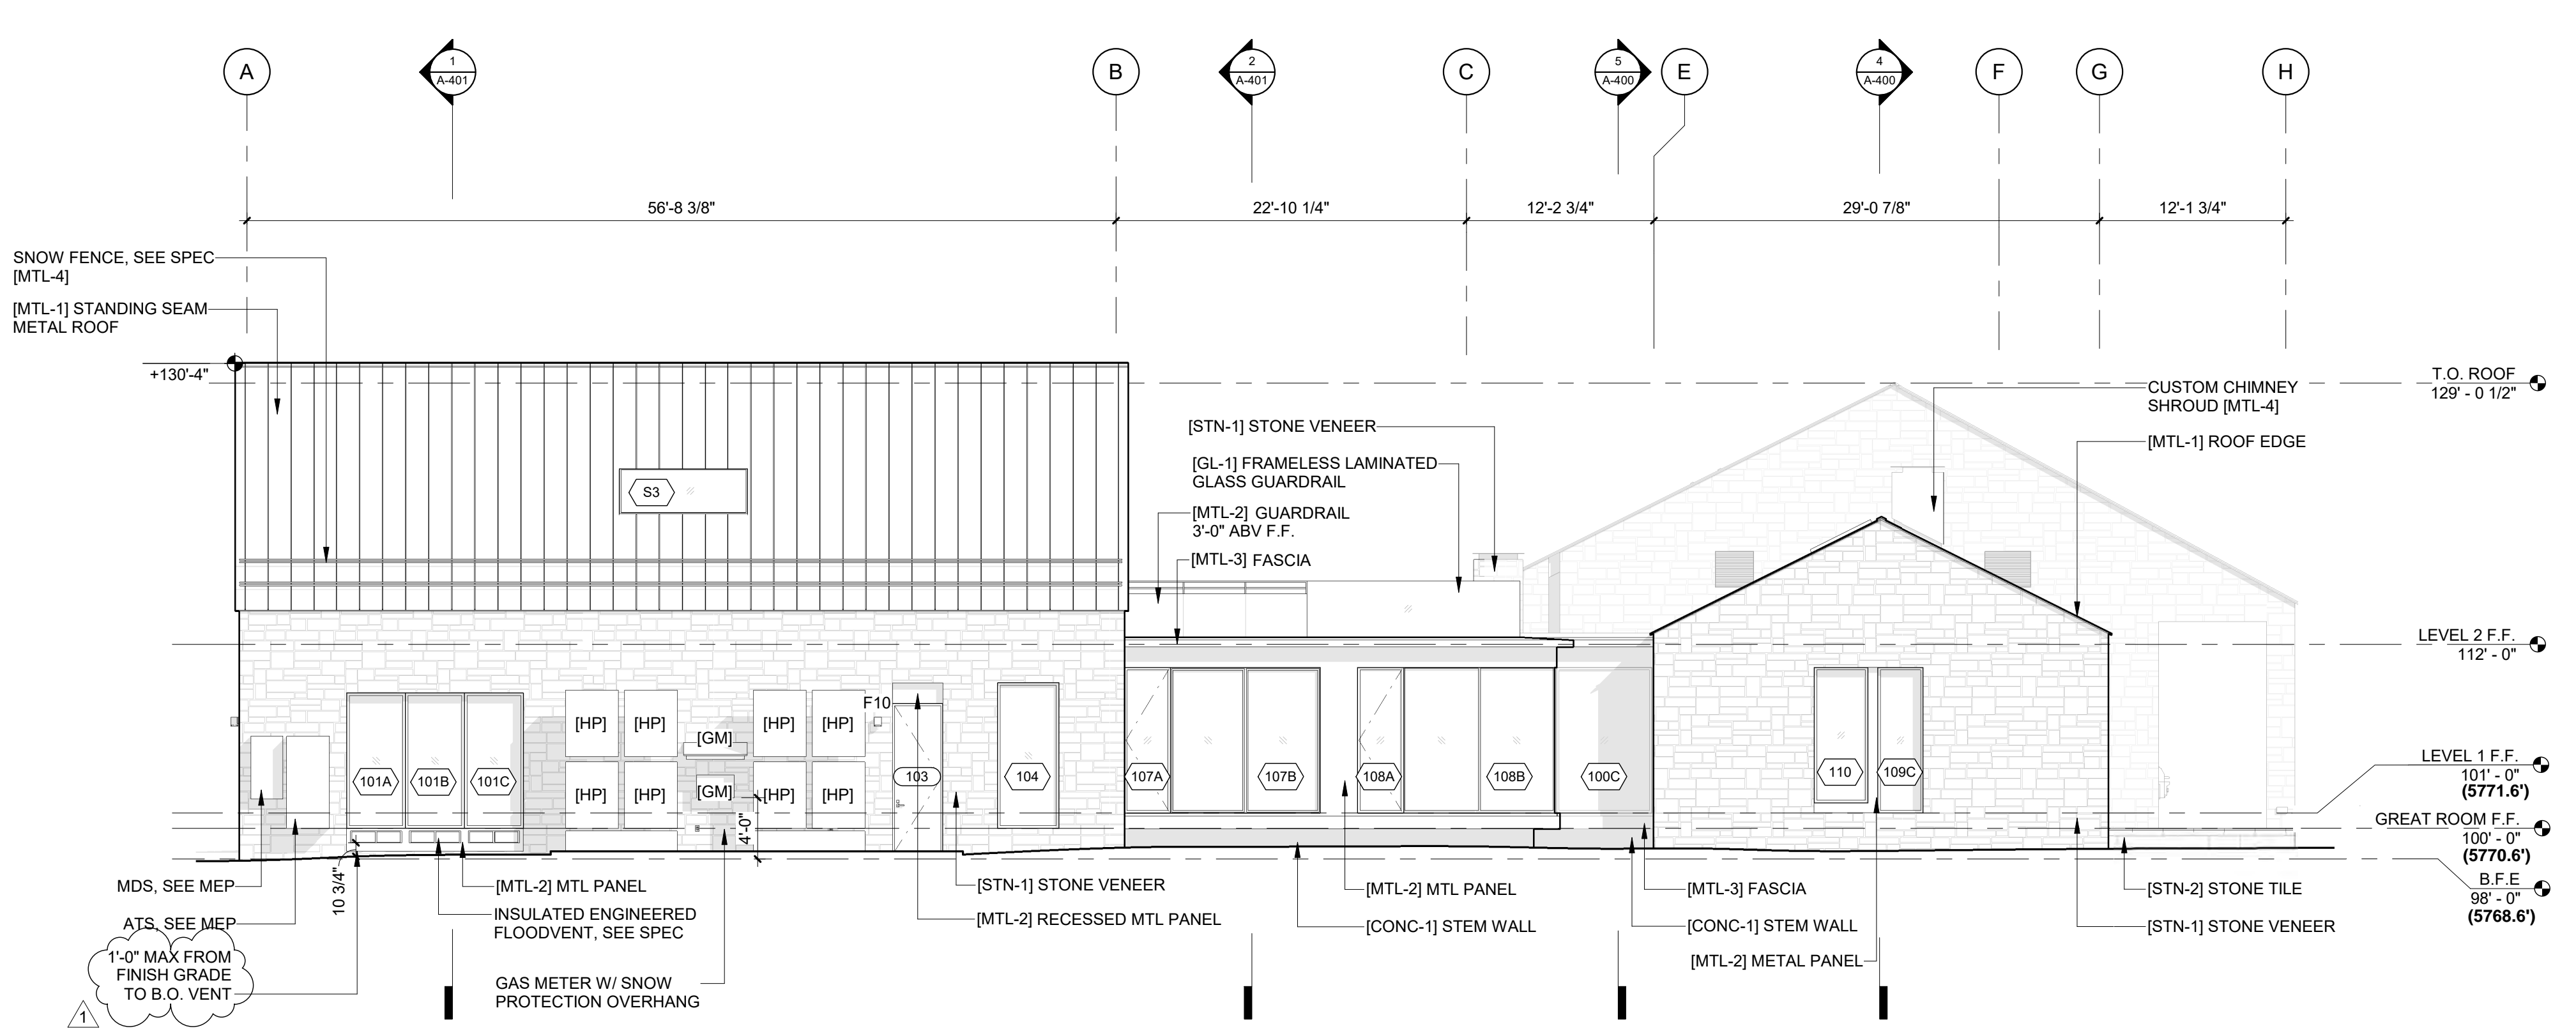 A
1
A-401
B
2
A-401
C
5
A-400
E
4
A-400
F
G
H
56'-8 3/8"
22'-10 1/4"
12'-2 3/4"
29'-0 7/8"
12'-1 3/4"
SNOW FENCE, SEE SPEC
[MTL-4]
[MTL-1] STANDING SEAM
METAL ROOF
+130'-4"
T.O. ROOF
129' - 0 1/2"
CUSTOM CHIMNEY
SHROUD [MTL-4]
[MTL-1] ROOF EDGE
[STN-1] STONE VENEER
[GL-1] FRAMELESS LAMINATED
GLASS GUARDRAIL
[MTL-2] GUARDRAIL
3'-0" ABV F.F.
[MTL-3] FASCIA
S3
LEVEL 2 F.F.
112' - 0"
F10
[HP]
[HP]
[GM]
[HP]
[HP]
101A
101B
101C
[HP]
[HP]
[GM]
[HP]
[HP]
103
104
107A
107B
108A
108B
100C
110
109C
LEVEL 1 F.F.
101' - 0"
(5771.6')
GREAT ROOM F.F.
100' - 0"
(5770.6')
B.F.E
98' - 0"
(5768.6')
4'-0"
10 3/4"
MDS, SEE MEP
ATS, SEE MEP
1'-0" MAX FROM
FINISH GRADE
TO B.O. VENT
1
[MTL-2] MTL PANEL
INSULATED ENGINEERED
FLOODVENT, SEE SPEC
GAS METER W/ SNOW
PROTECTION OVERHANG
[STN-1] STONE VENEER
[MTL-2] RECESSED MTL PANEL
[MTL-2] MTL PANEL
[CONC-1] STEM WALL
[MTL-3] FASCIA
[CONC-1] STEM WALL
[MTL-2] METAL PANEL
[STN-2] STONE TILE
[STN-1] STONE VENEER